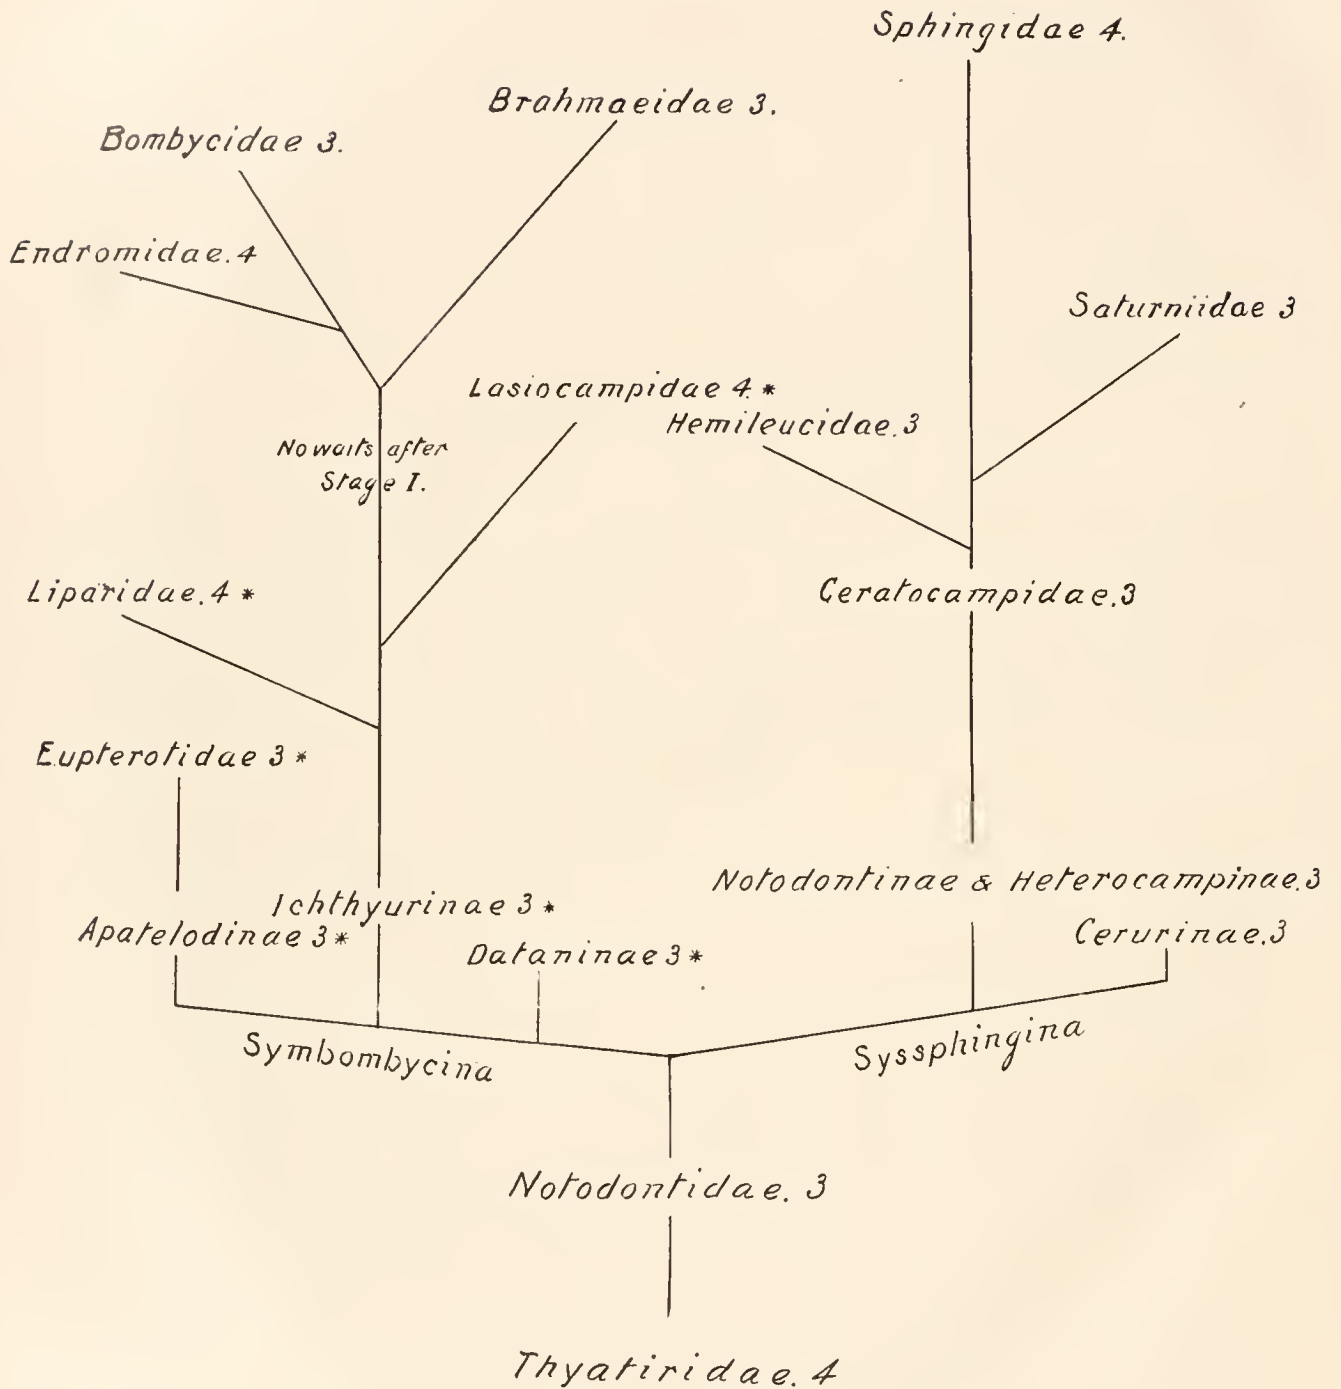 Sphingidae 4.
Brahmaeidae 3.
Bombycidae 3.
Endromidae. 4
Saturniidae 3
Lasiocampidae 4. *
Hemileucidae. 3
No warts after
Stage I.
Liparidae. 4 *
Ceratocampidae. 3
Eupterotidae 3 *
Notodontinae & Heterocampinae. 3
Ichthyurinae 3 *
Apatelodinae 3 *
Cerurinae. 3
Dataninae 3 *
Symbombycina
Syssphingina
Notodontidae. 3
Thyatiridae. 4